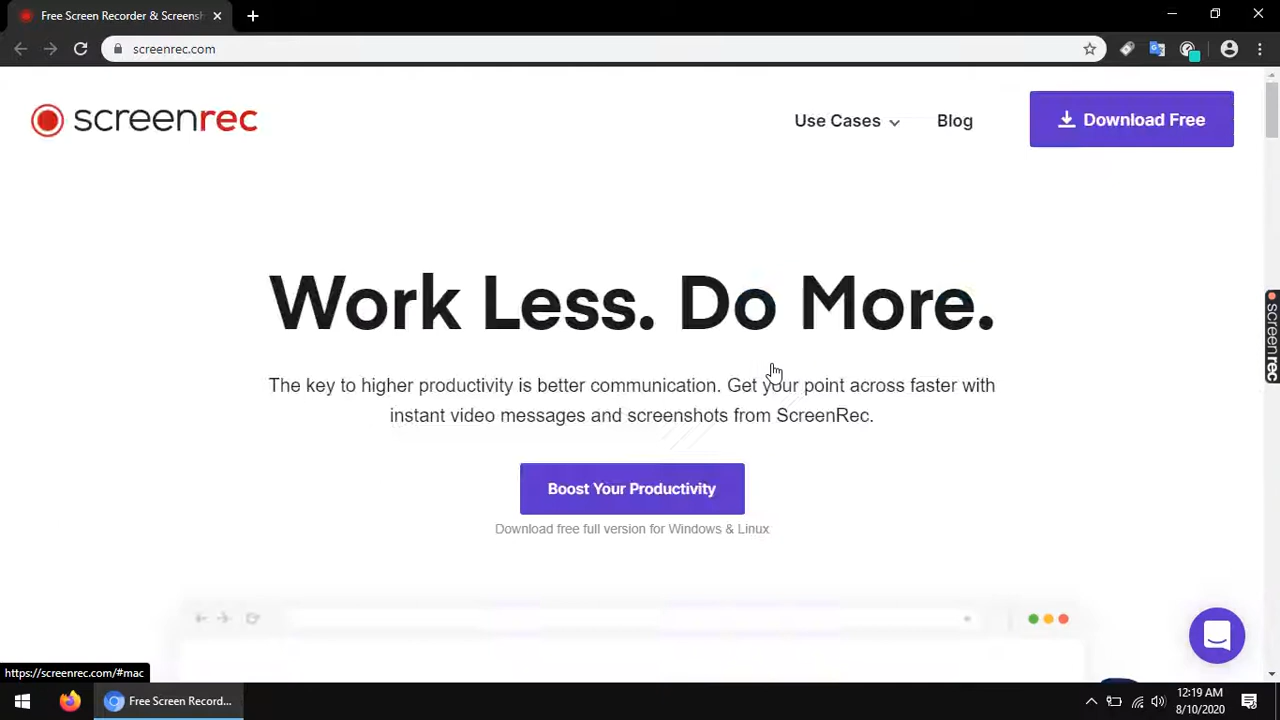 Free Screen Recorder & Screensh
screenrec.com
screenrec
Use Cases
Blog
Download Free
Work Less. Do More.
The key to higher productivity is better communication. Get your point across faster with
instant video messages and screenshots from ScreenRec.
Boost Your Productivity
Download free full version for Windows & Linux
screenrec
https://screenrec.com/#mac
Free Screen Record...
12:19 AM
8/10/2020